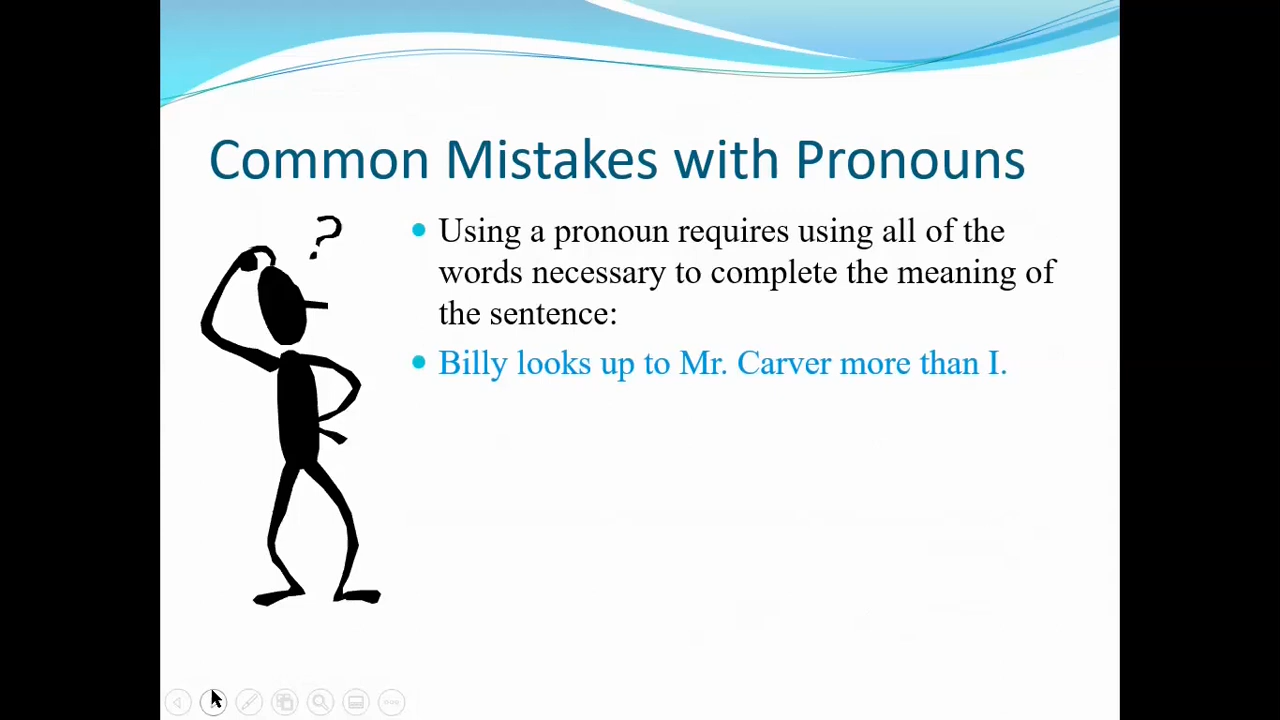 Common Mistakes with Pronouns
?
Using a pronoun requires using all of the
words necessary to complete the meaning of
the sentence:
Billy looks up to Mr. Carver more than I.